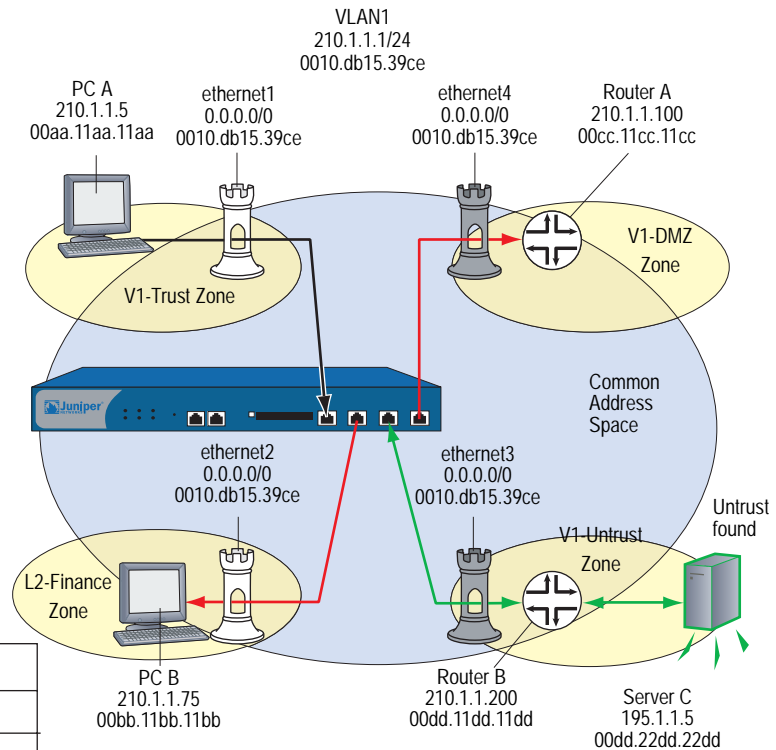 VLAN1
210.1.1.1/24
0010.db15.39ce
PC A
210.1.1.5
00aa.11aa.11aa
ethernet1
0.0.0.0/0
0010.db15.39ce
ethernet4
0.0.0.0/0
0010.db15.39ce
Router A
210.1.1.100
00cc.11cc.11cc
V1-Trust Zone
V1-DMZ
Zone
Juniper
Common
Address
Space
ethernet2
0.0.0.0/0
0010.db15.39ce
ethernet3
0.0.0.0/0
0010.db15.39ce
Untrust
found
V1-Untrust
Zone
L2-Finance
Zone
PC B
210.1.1.75
00bb.11bb.11bb
Router B
210.1.1.200
00dd.11dd.11dd
Server C
195.1.1.5
00dd.22dd.22dd